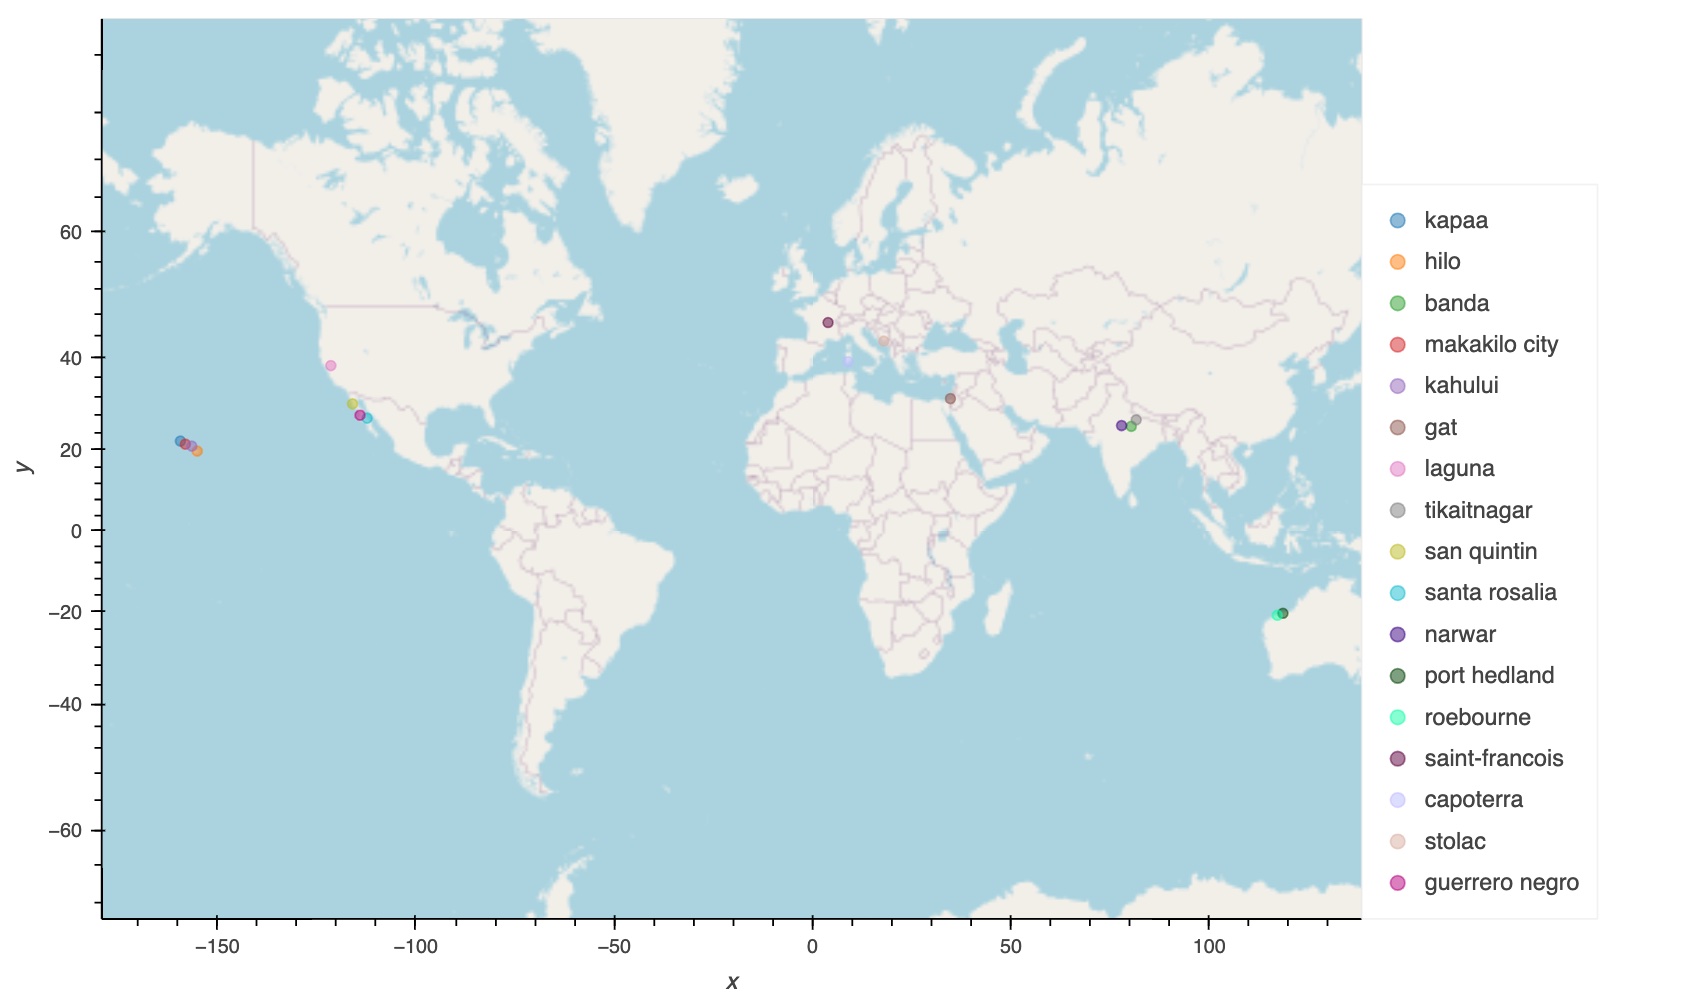 60
40
20
0
−20
−40
−60
y
−150
−100
−50
0
50
100
x
kapaa
hilo
banda
makakilo city
kahului
gat
laguna
tikaitnagar
san quintin
santa rosalia
narwar
port hedland
roebourne
saint-francois
capoterra
stolac
guerrero negro